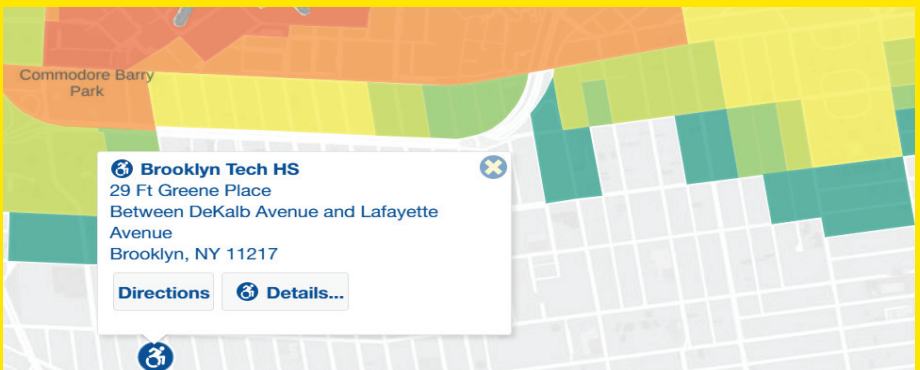 Commodore Barry
Park
Brooklyn Tech HS
29 Ft Greene Place
Between DeKalb Avenue and Lafayette
Avenue
Brooklyn, NY 11217
Directions
Details...